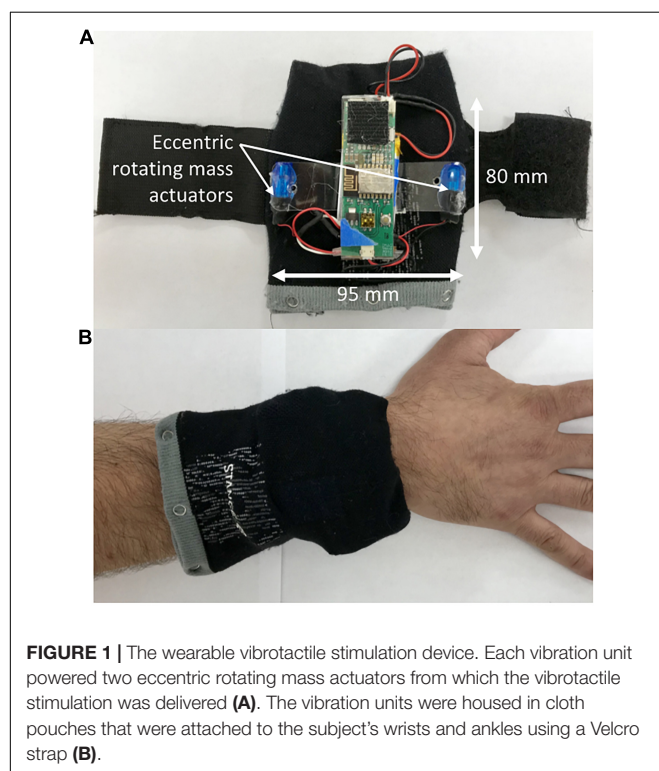 A
Eccentric
rotating mass
actuators
80 mm
95 mm
B
FIGURE 1 | The wearable vibrotactile stimulation device. Each vibration unit
powered two eccentric rotating mass actuators from which the vibrotactile
stimulation was delivered (A). The vibration units were housed in cloth
pouches that were attached to the subject's wrists and ankles using a Velcro
strap (B).